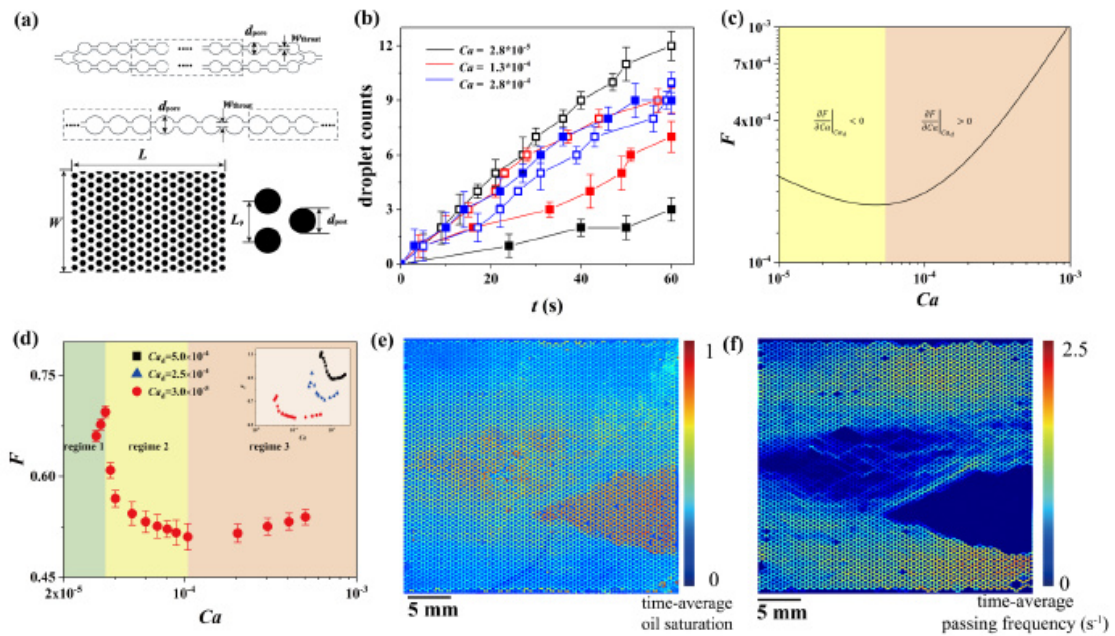 (a)
d_pore
W_throat
d_pore
W_throat
L
W
L_p
d_post
(b)
droplet counts
12
9
6
3
0
Ca = 2.8*10^-5
Ca = 1.3*10^-4
Ca = 2.8*10^-4
0 20 40 60
t (s)
(c)
F
10^-3
7x10^-4
4x10^-4
10^-4
∂F/∂Ca|Ca_d < 0
∂F/∂Ca|Ca_d > 0
10^-5 10^-4 10^-3
Ca
(d)
F
0.75
0.60
0.45
Ca_d=5.0×10^-4
Ca_d=2.5×10^-4
Ca_d=3.0×10^-5
regime 1
regime 2
regime 3
F
Ca
2x10^-5 10^-4 10^-3
Ca
(e)
1
0
5 mm
time-average
oil saturation
(f)
2.5
0
5 mm
time-average
passing frequency (s^-1)